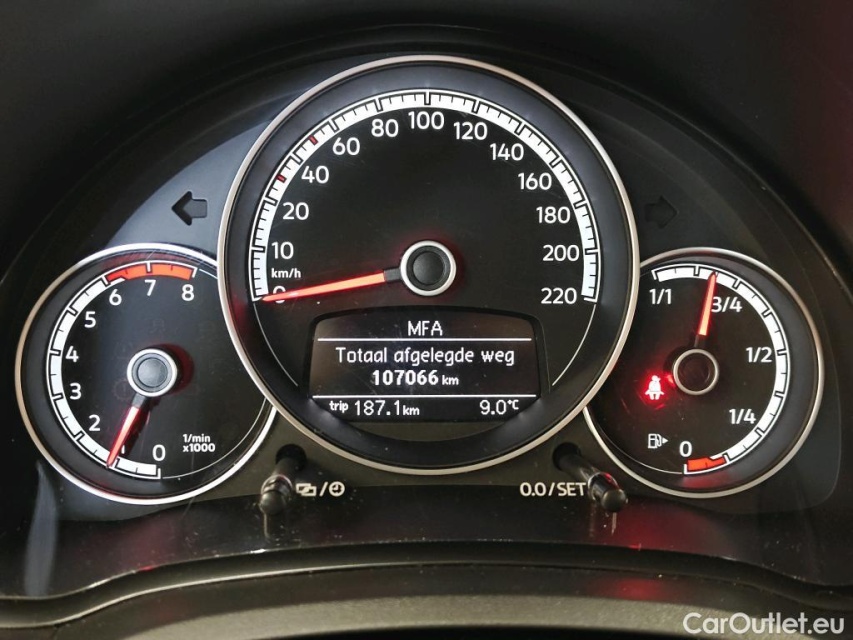 80 100 120
60 140
40 160
20 180
10 200
km/h
0 220
6 7 8
5
4
3
2
0
1/min
x1000
MFA
Totaal afgelegde weg
107066 km
trip 187.1 km 9.0°C
1/1 3/4
1/2
1/4
0
0.0/SET
CarOutlet.eu